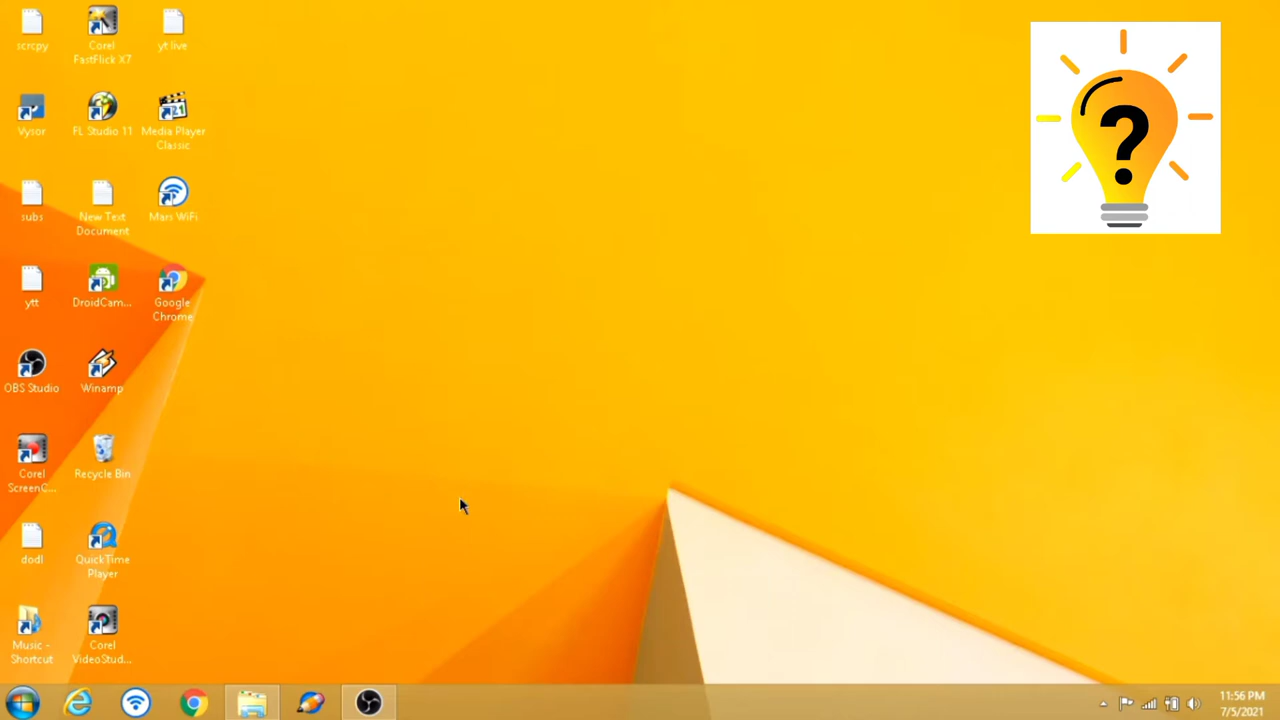 scrcpy
Corel
FastFlick X7
yt live
Vysor
FL Studio 11
Media Player
Classic
subs
New Text
Document
Mars WiFi
ytt
DroidCam...
Google
Chrome
OBS Studio
Winamp
Corel
ScreenC...
Recycle Bin
dodl
QuickTime
Player
Music -
Shortcut
Corel
VideoStud...
?
21
11:56 PM
7/5/2021